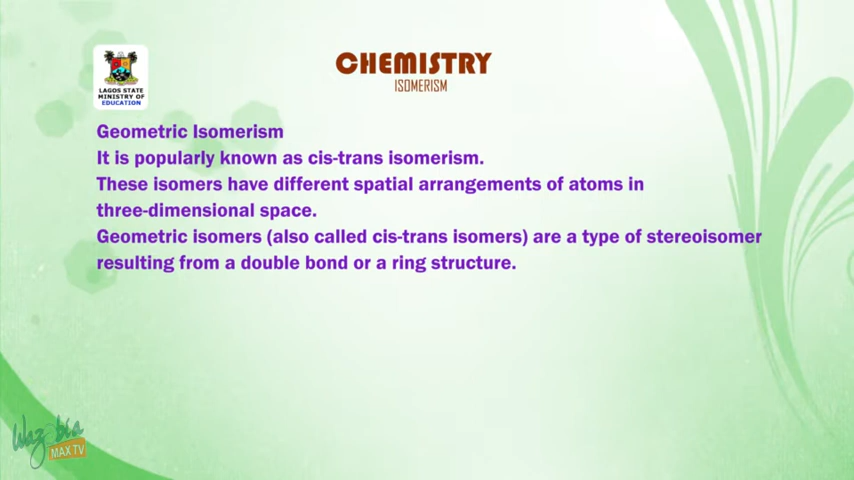 CHEMISTRY
ISOMERISM
LAGOS STATE
MINISTRY OF
EDUCATION
Geometric Isomerism
It is popularly known as cis-trans isomerism.
These isomers have different spatial arrangements of atoms in
three-dimensional space.
Geometric isomers (also called cis-trans isomers) are a type of stereoisomer
resulting from a double bond or a ring structure.
Wazobia
MAX TV